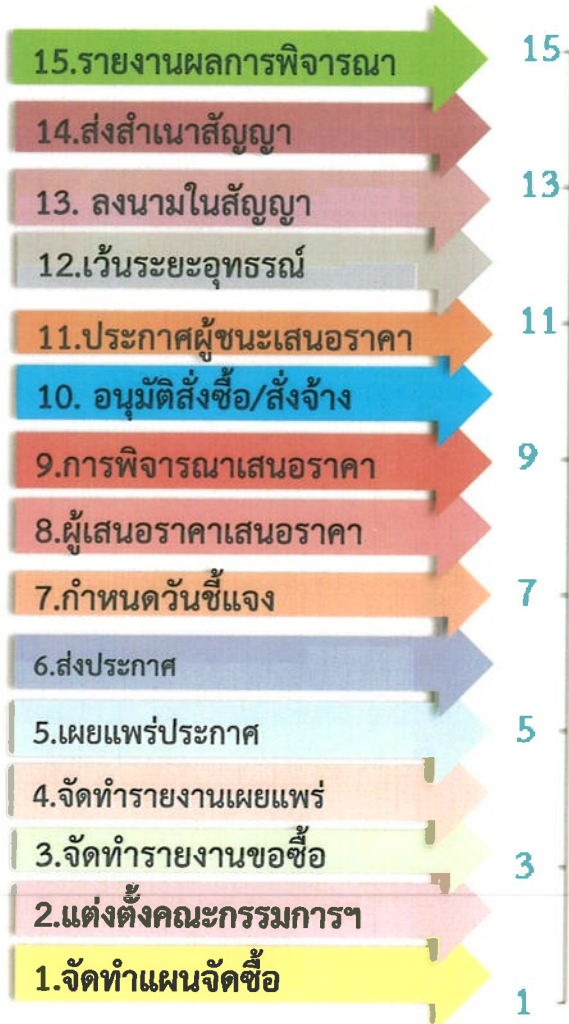 15.รายงานผลการพิจารณา
15
14.ส่งสำเนาสัญญา
13. ลงนามในสัญญา
13
12.เว้นระยะอุทธรณ์
11.ประกาศผู้ชนะเสนอราคา
11
10. อนุมัติสั่งซื้อ/สั่งจ้าง
9.การพิจารณาเสนอราคา
9
8.ผู้เสนอราคาเสนอราคา
7.กำหนดวันชี้แจง
7
6.ส่งประกาศ
5.เผยแพร่ประกาศ
5
4.จัดทำรายงานเผยแพร่
3.จัดทำรายงานขอซื้อ
3
2.แต่งตั้งคณะกรรมการฯ
1.จัดทำแผนจัดซื้อ
1